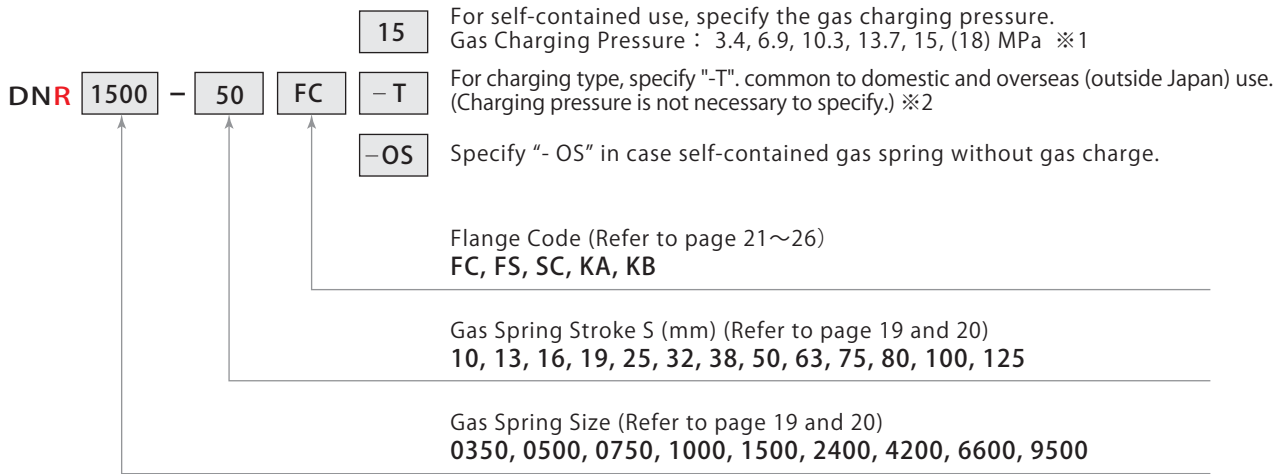 15
For self-contained use, specify the gas charging pressure.
Gas Charging Pressure： 3.4, 6.9, 10.3, 13.7, 15, (18) MPa ※1
DNR 1500 – 50 FC –T
For charging type, specify "-T". common to domestic and overseas (outside Japan) use.
(Charging pressure is not necessary to specify.) ※2
–OS
Specify “- OS” in case self-contained gas spring without gas charge.
Flange Code (Refer to page 21～26）
FC, FS, SC, KA, KB
Gas Spring Stroke S (mm) (Refer to page 19 and 20)
10, 13, 16, 19, 25, 32, 38, 50, 63, 75, 80, 100, 125
Gas Spring Size (Refer to page 19 and 20)
0350, 0500, 0750, 1000, 1500, 2400, 4200, 6600, 9500